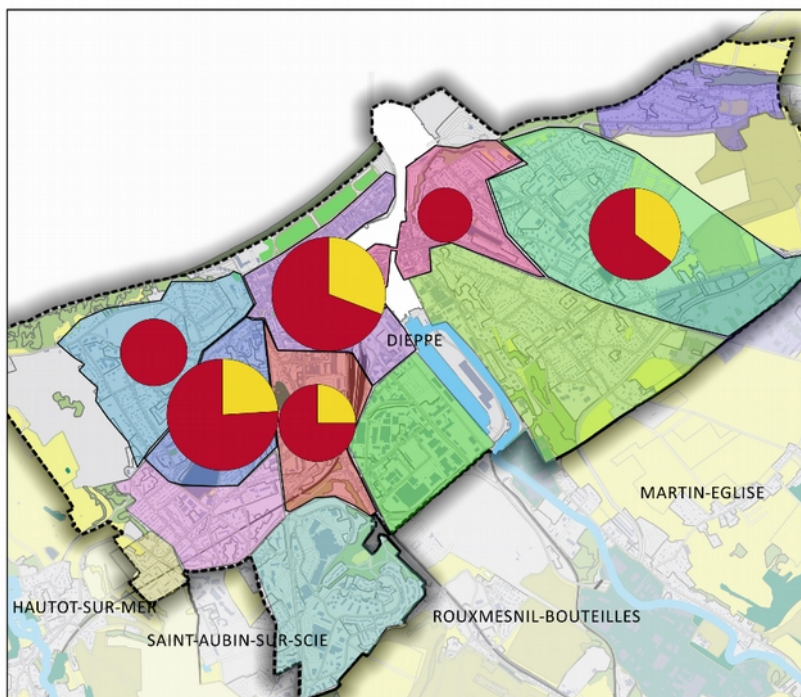 DIEPPE
MARTIN-EGLISE
HAUTOT-SUR-MER
ROUXMESNIL-BOUTEILLES
SAINT-AUBIN-SUR-SCIE